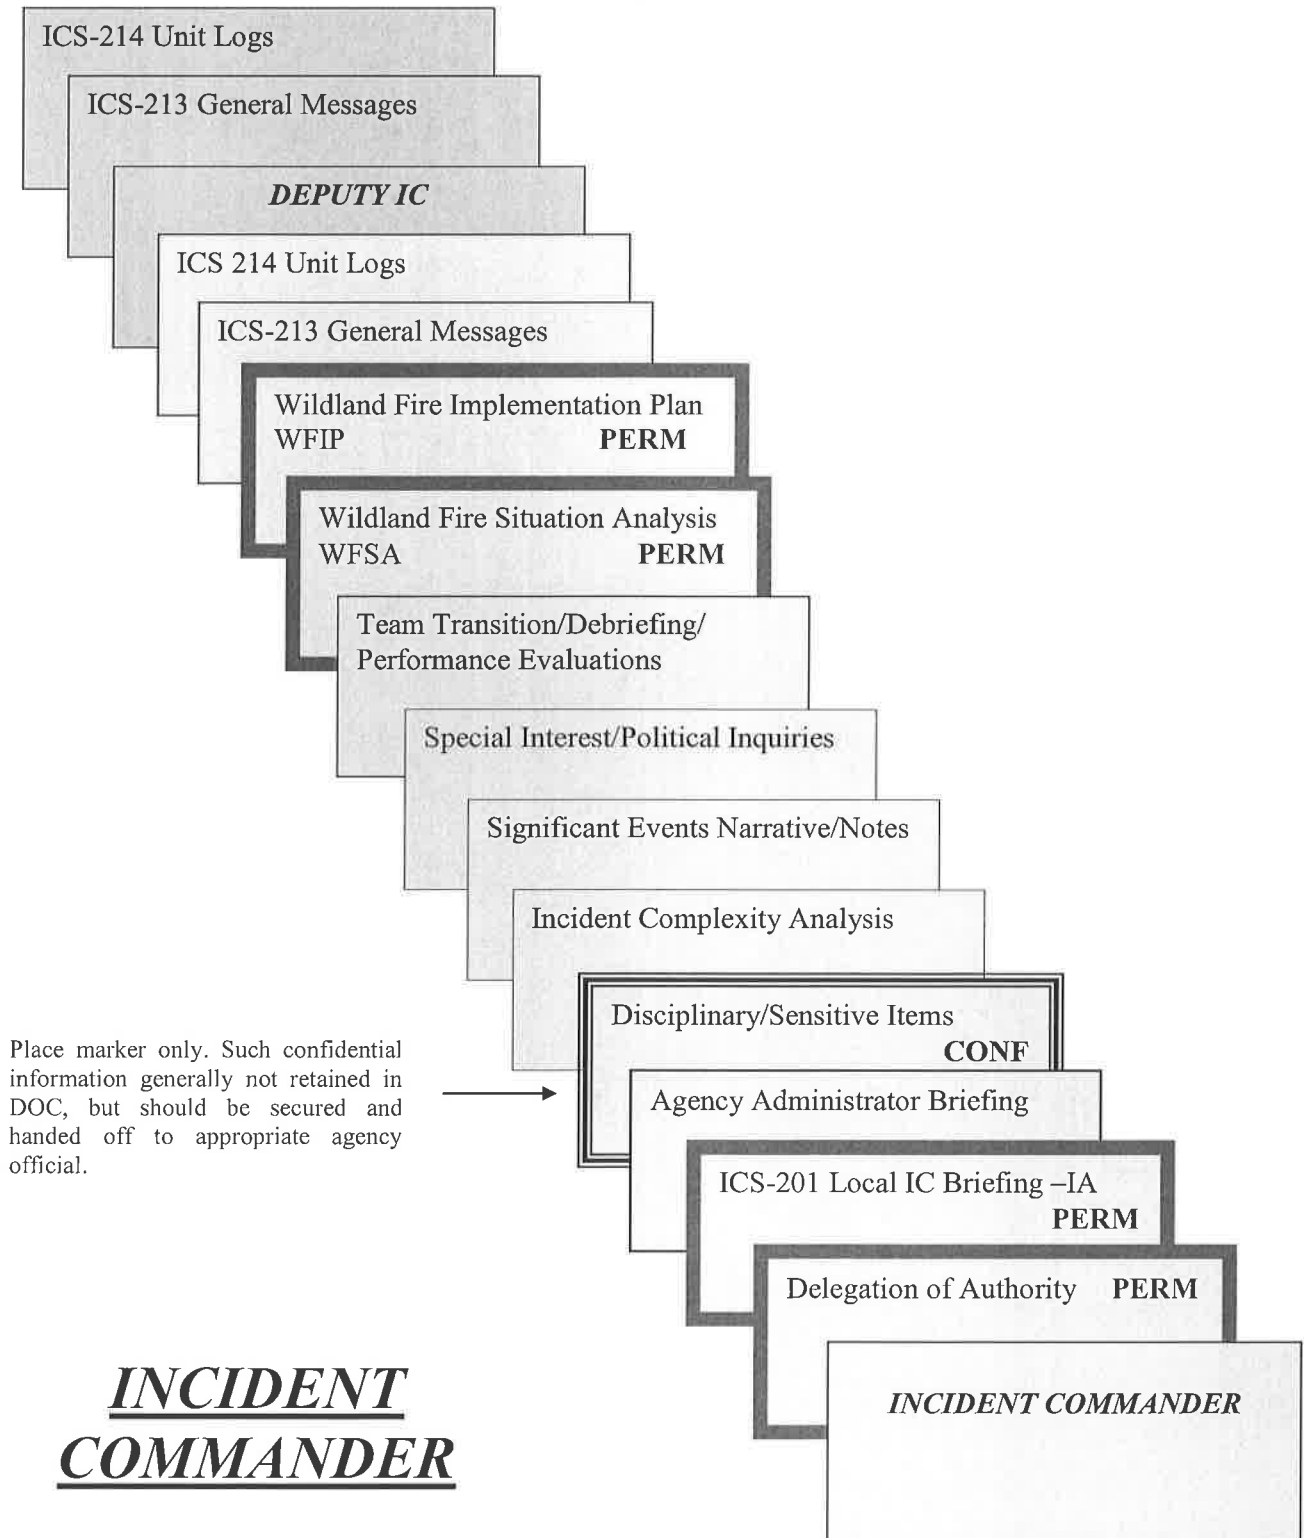 ICS-214 Unit Logs
ICS-213 General Messages
DEPUTY IC
ICS 214 Unit Logs
ICS-213 General Messages
Wildland Fire Implementation Plan
WFIP PERM
Wildland Fire Situation Analysis
WFSA PERM
Team Transition/Debriefing/
Performance Evaluations
Special Interest/Political Inquiries
Significant Events Narrative/Notes
Incident Complexity Analysis
Disciplinary/Sensitive Items
CONF
Place marker only. Such confidential
information generally not retained in
DOC, but should be secured and
handed off to appropriate agency
official.
Agency Administrator Briefing
ICS-201 Local IC Briefing –IA
PERM
Delegation of Authority PERM
INCIDENT COMMANDER
INCIDENT
COMMANDER